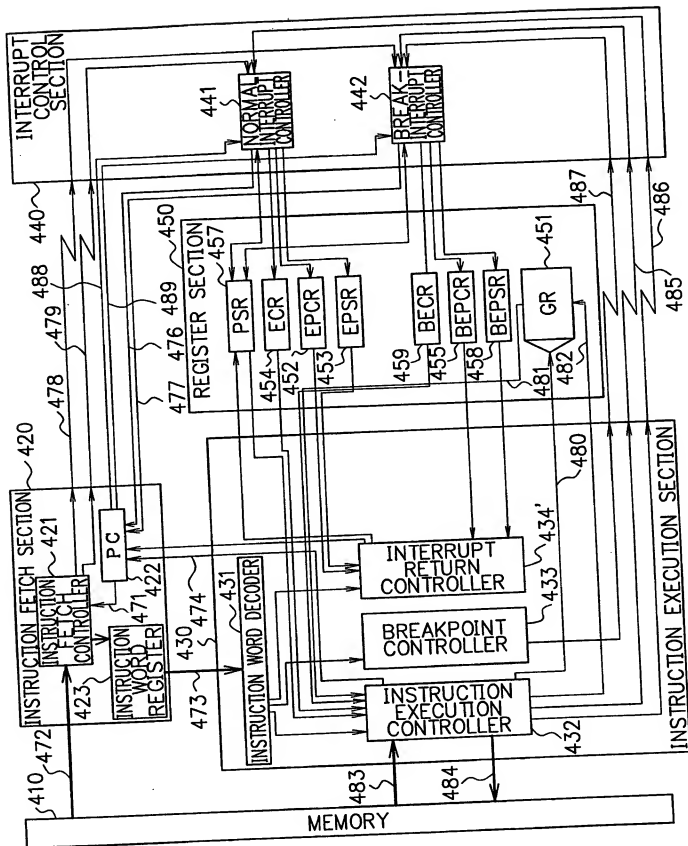 INTERRUPT
CONTROL
SECTION
440
441
NORMAL-
INTERRUPT
CONTROLLER
442
BREAK-
INTERRUPT
CONTROLLER
478
479
488
489
476
477
487
485
486
450
REGISTER SECTION
457
PSR
ECR
454
EPCR
452
EPSR
453
BECR
459
BEPCR
455
BEPSR
458
451
GR
481
482
480
420
INSTRUCTION FETCH SECTION
421
INSTRUCTION
FETCH
CONTROLLER
PC
422
471
423
INSTRUCTION
WORD
REGISTER
472
474
473
430
431
INSTRUCTION WORD DECODER
INTERRUPT
RETURN
CONTROLLER
434'
BREAKPOINT
CONTROLLER
433
INSTRUCTION
EXECUTION
CONTROLLER
432
INSTRUCTION EXECUTION SECTION
483
484
410
MEMORY